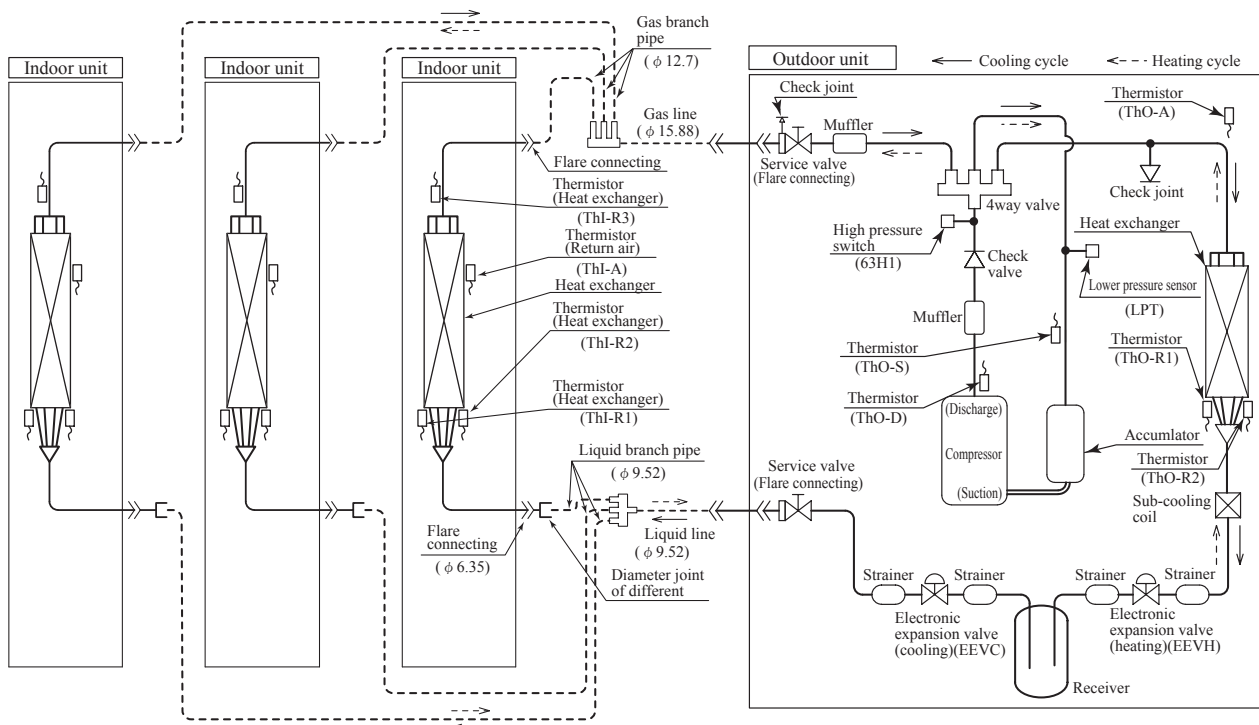 Indoor unit
Indoor unit
Indoor unit
Gas branch
pipe
( φ 12.7)
Gas line
( φ 15.88)
Flare connecting
Thermistor
(Heat exchanger)
(ThI-R3)
Thermistor
(Return air)
(ThI-A)
Heat exchanger
Thermistor
(Heat exchanger)
(ThI-R2)
Thermistor
(Heat exchanger)
(ThI-R1)
Liquid branch pipe
( φ 9.52)
Flare
connecting
( φ 6.35)
Liquid line
( φ 9.52)
Diameter joint
of different
Outdoor unit
Cooling cycle
Heating cycle
Check joint
Muffler
Service valve
(Flare connecting)
4way valve
High pressure
switch
(63H1)
Check
valve
Muffler
Thermistor
(ThO-S)
Thermistor
(ThO-D)
(Discharge)
Compressor
(Suction)
Thermistor
(ThO-A)
Check joint
Heat exchanger
Lower pressure sensor
(LPT)
Thermistor
(ThO-R1)
Accumlator
Thermistor
(ThO-R2)
Sub-cooling
coil
Service valve
(Flare connecting)
Strainer
Strainer
Electronic
expansion valve
(cooling)(EEVC)
Strainer
Strainer
Electronic
expansion valve
(heating)(EEVH)
Receiver